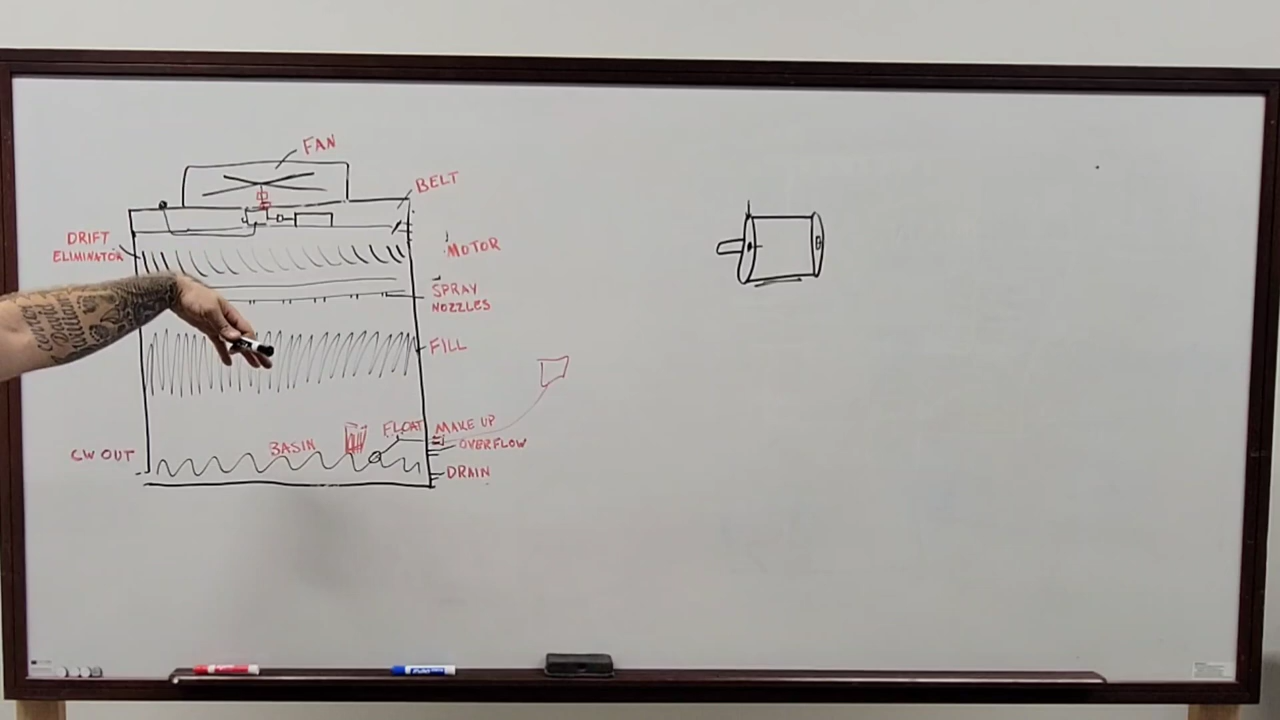 FAN
BELT
DRIFT
ELIMINATOR
MOTOR
SPRAY
NOZZLES
FILL
FLOAT
MAKE UP
BASIN
OVERFLOW
CW OUT
DRAIN